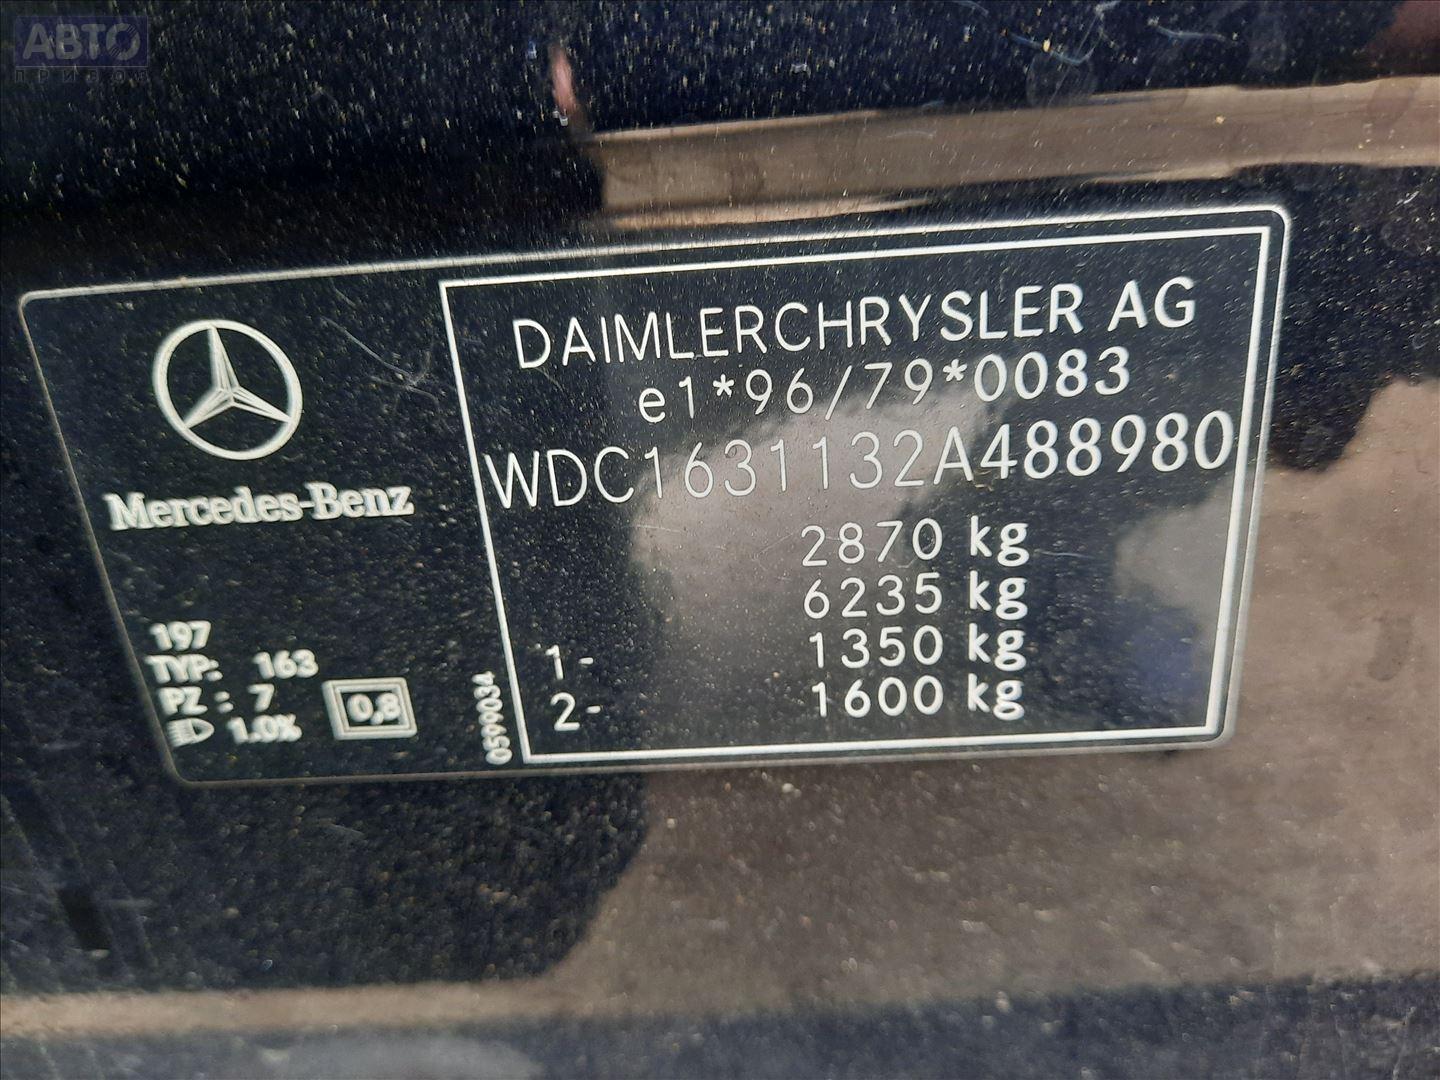 АВТО
ПРИВОЗ
DAIMLERCHRYSLER AG
e1*96/79*0083
WDC1631132A488980
2870 kg
6235 kg
1- 1350 kg
2- 1600 kg
Mercedes-Benz
197
TYP: 163
PZ : 7
1.0%
0,8
0599034